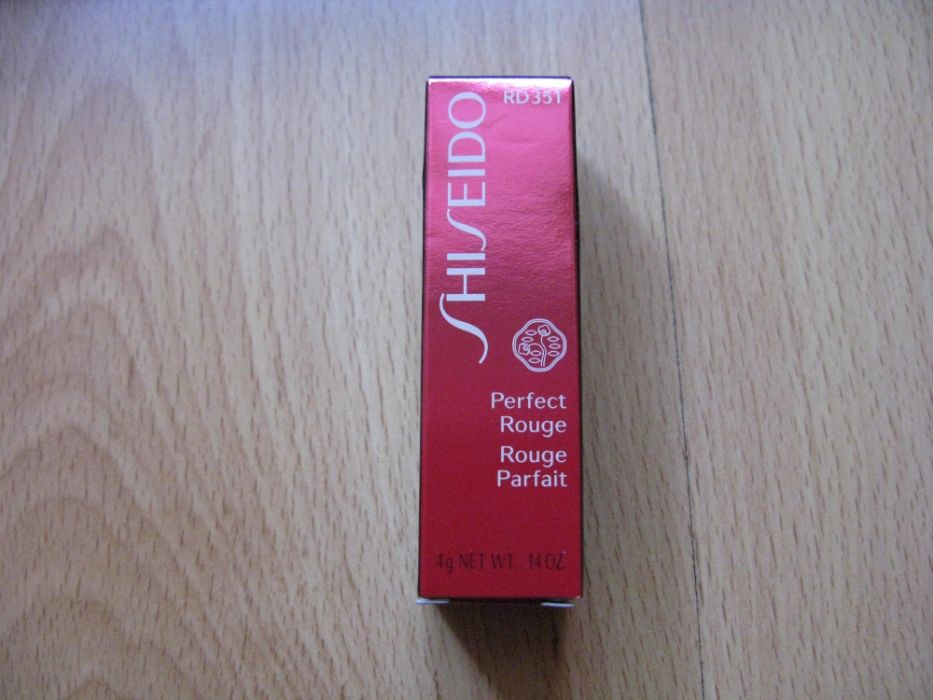 RD351
SHISEIDO
Perfect
Rouge
Rouge
Parfait
4g NET WT. .14 OZ.